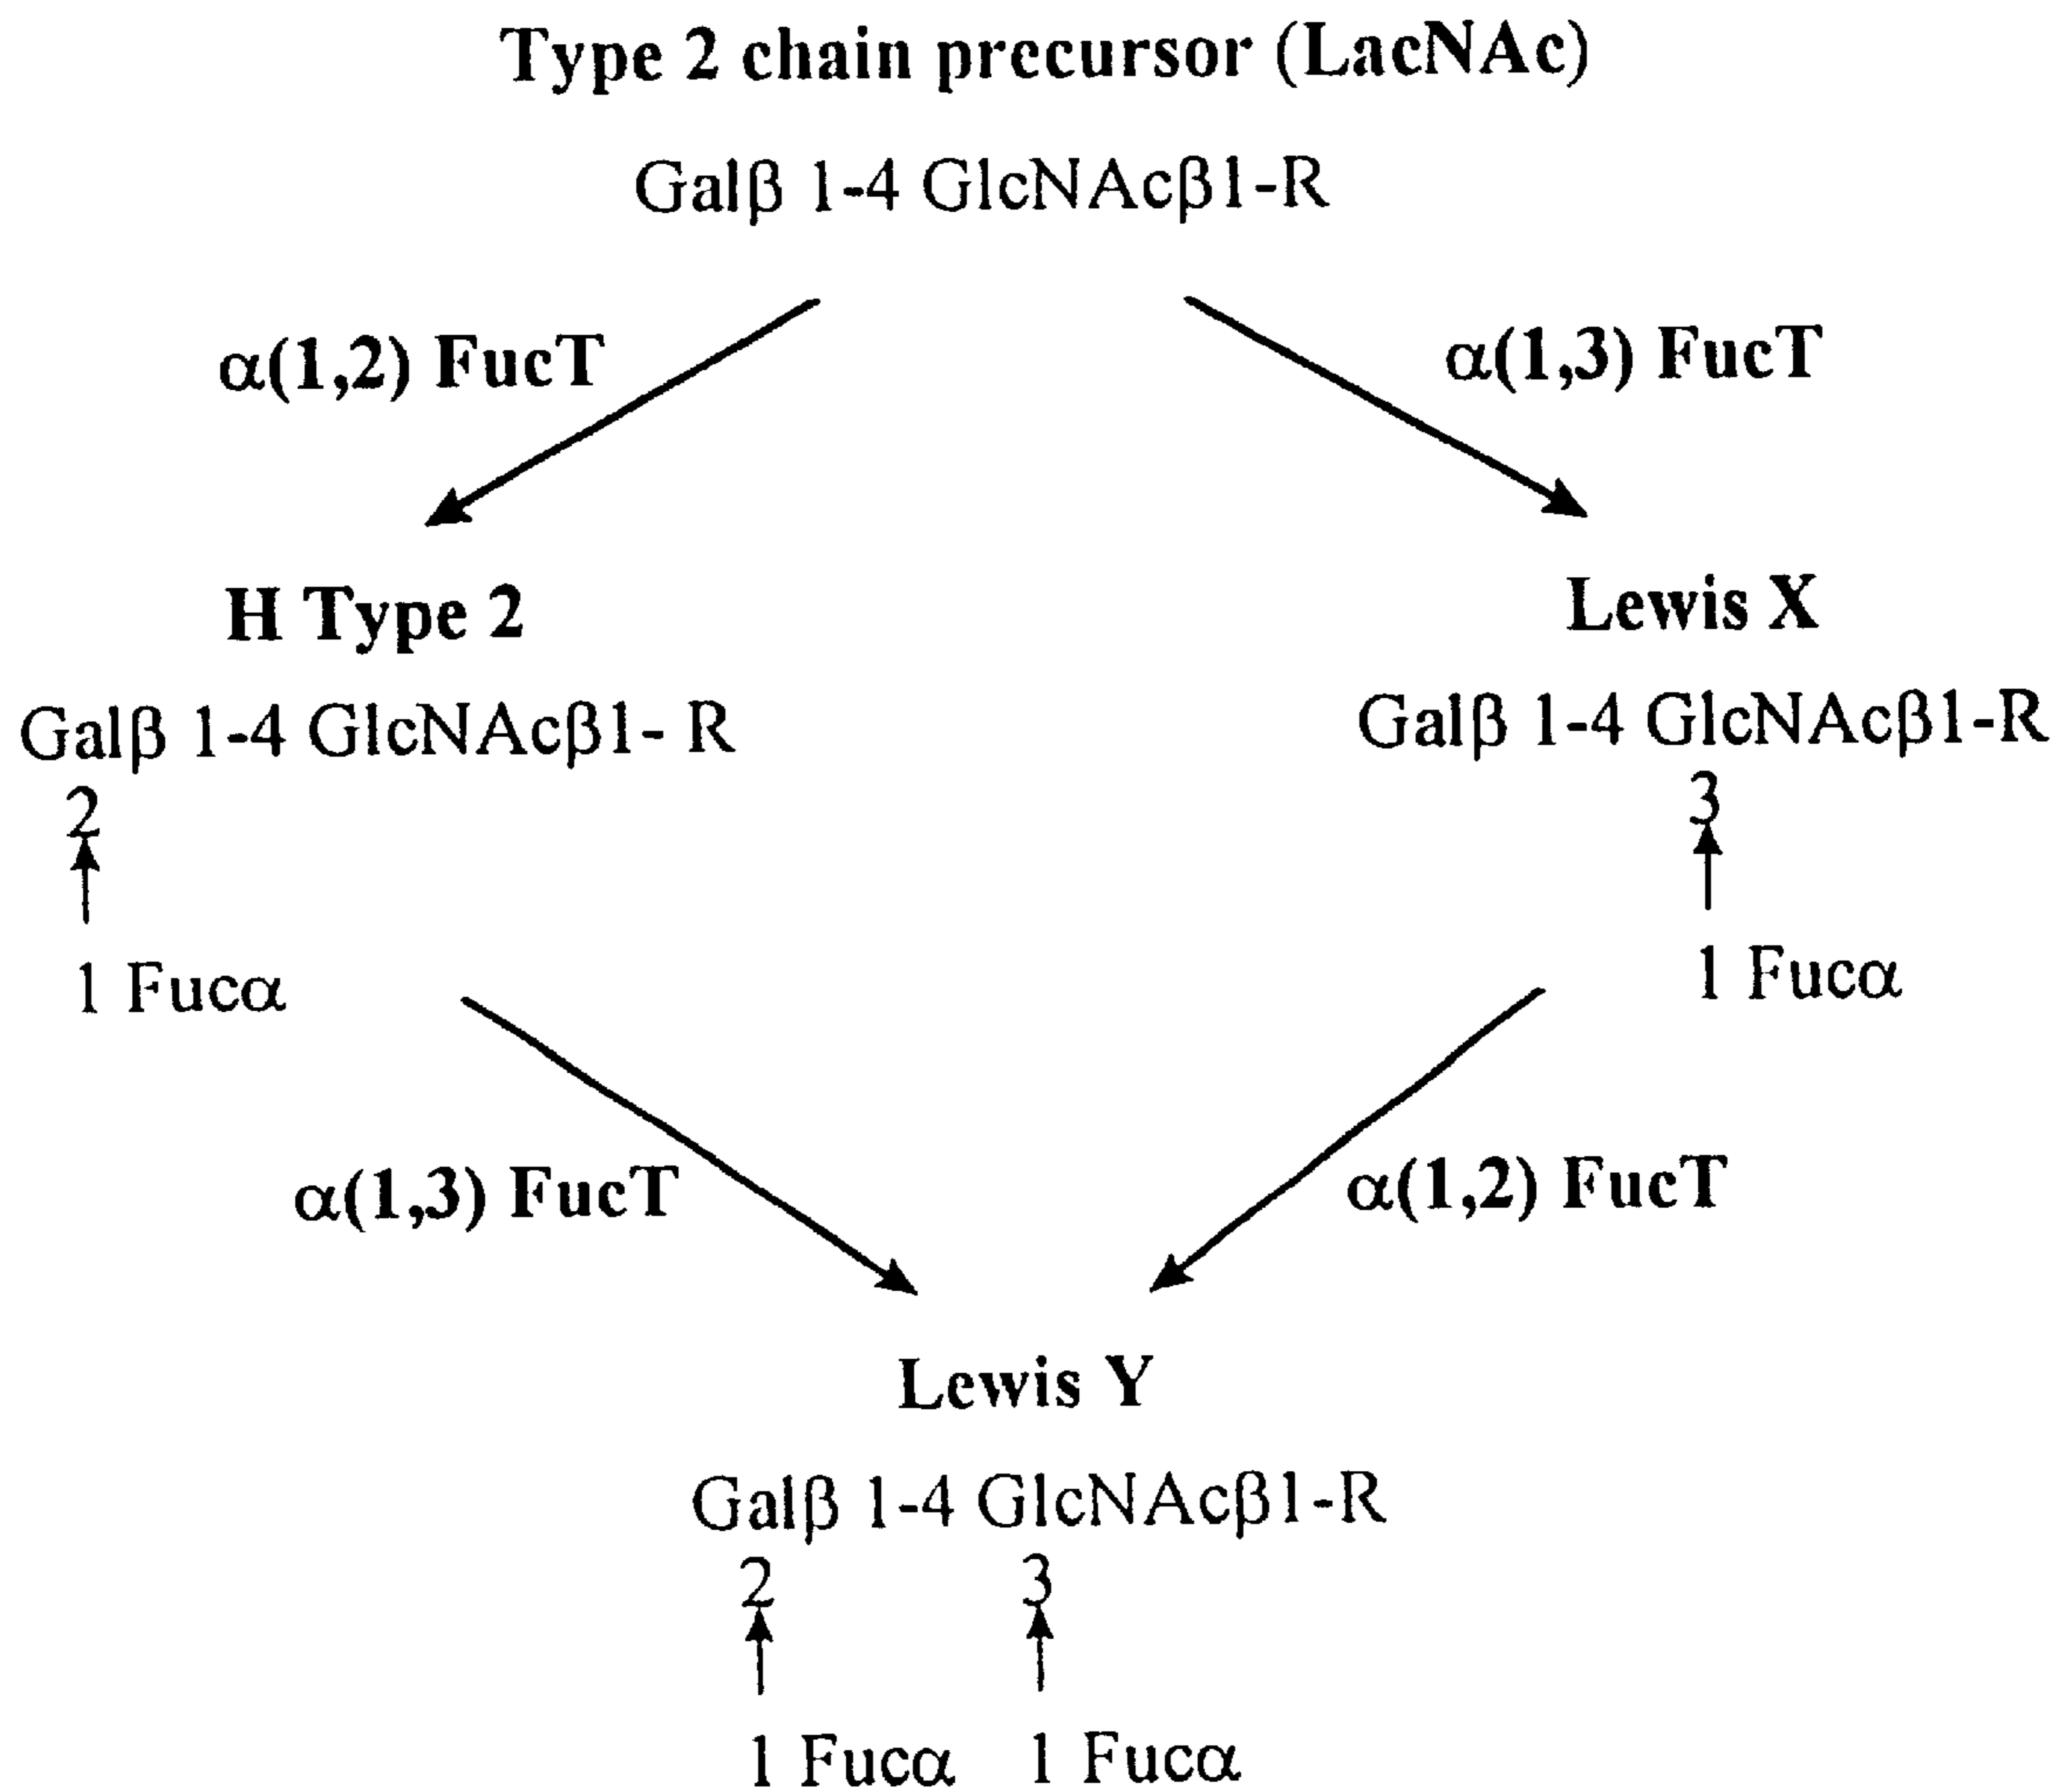 Type 2 chain precursor (LacNAc)
Galβ 1-4 GlcNAcβ1-R
α(1,2) FucT
α(1,3) FucT
H Type 2
Lewis X
Galβ 1-4 GlcNAcβ1- R
Galβ 1-4 GlcNAcβ1-R
2
3
1 Fucα
1 Fucα
α(1,3) FucT
α(1,2) FucT
Lewis Y
Galβ 1-4 GlcNAcβ1-R
2 3
1 Fucα 1 Fucα